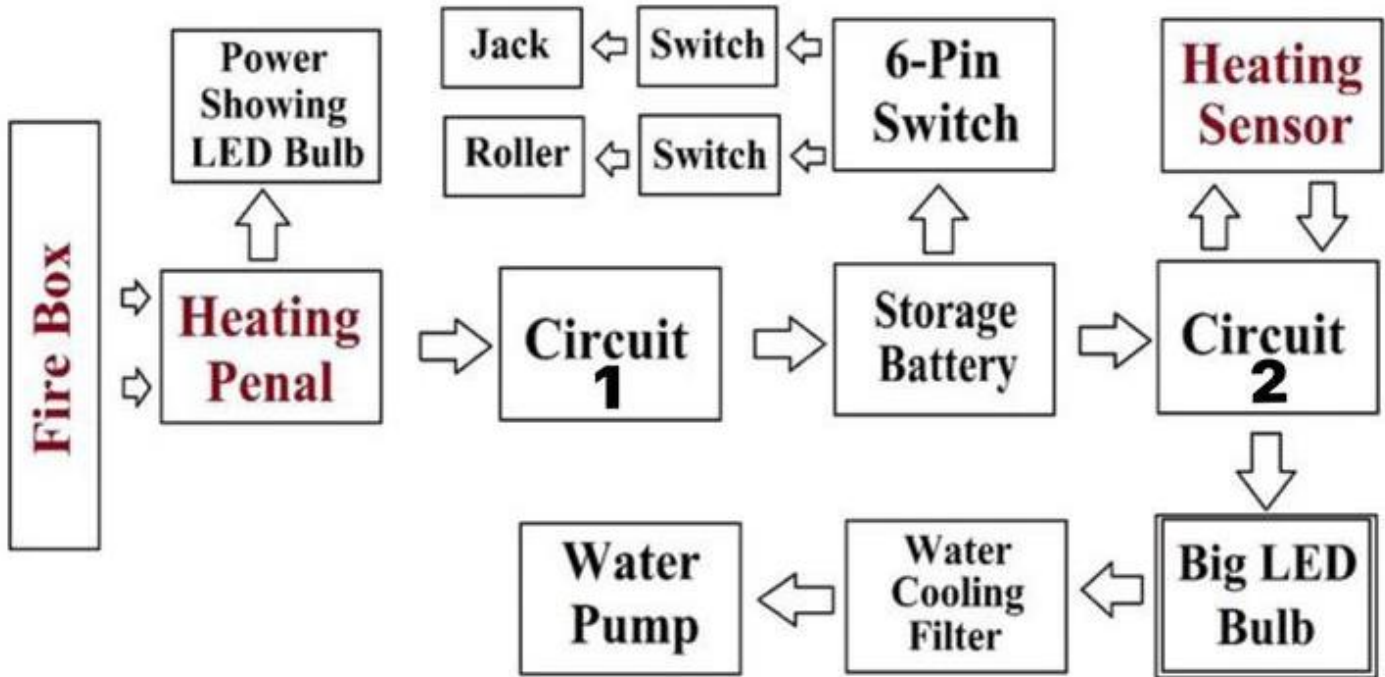 Fire Box
Power
Showing
LED Bulb
Heating
Penal
Jack
Switch
Roller
Switch
6-Pin
Switch
Circuit
1
Storage
Battery
Heating
Sensor
Circuit
2
Big LED
Bulb
Water
Cooling
Filter
Water
Pump